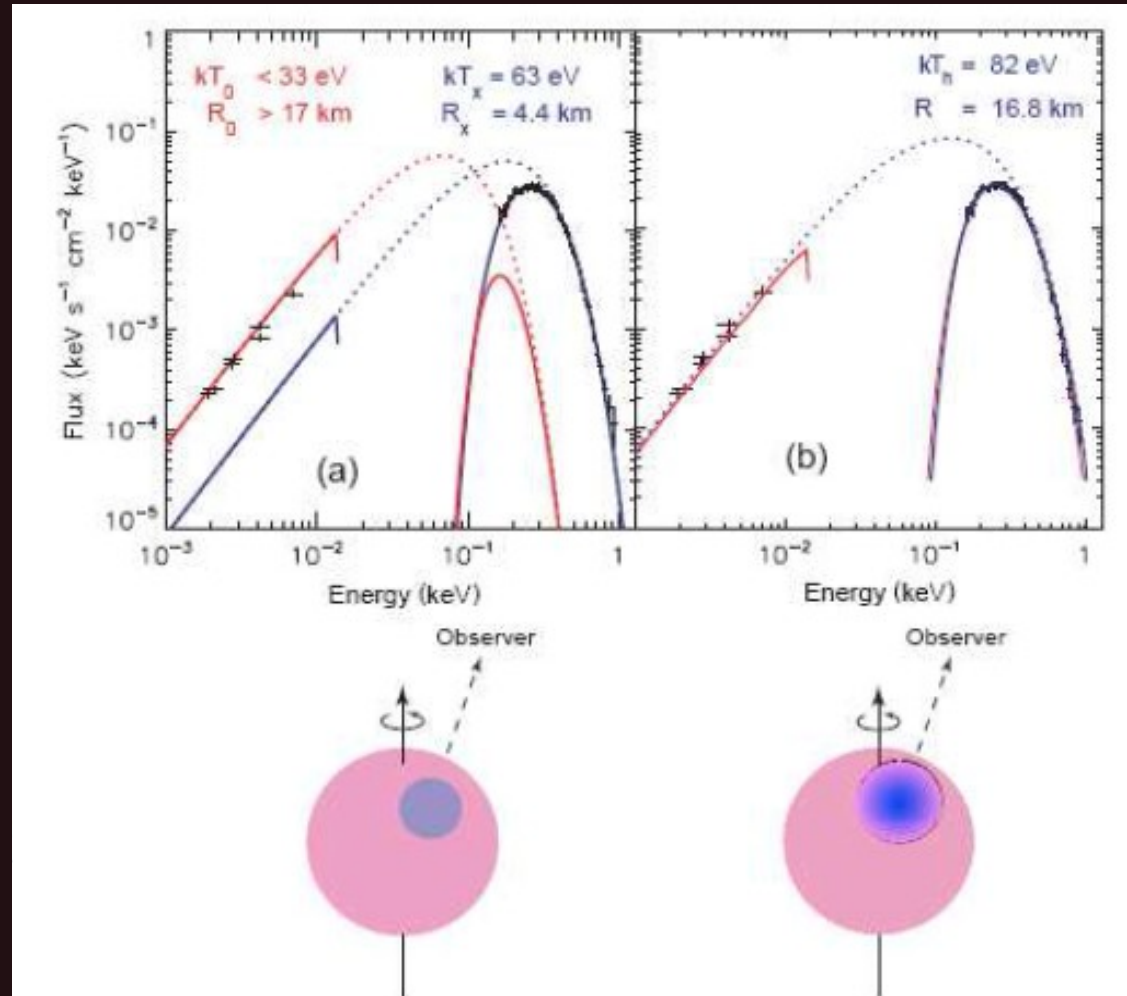 1
10⁻¹
10⁻²
10⁻³
10⁻⁴
10⁻⁵
Flux (keV s⁻¹ cm⁻² keV⁻¹)
kT₀ < 33 eV
R₀ > 17 km
kTₓ = 63 eV
Rₓ = 4.4 km
(a)
10⁻³ 10⁻² 10⁻¹ 1
Energy (keV)
kTₕ = 82 eV
R = 16.8 km
(b)
10⁻² 10⁻¹ 1
Energy (keV)
Observer
Observer